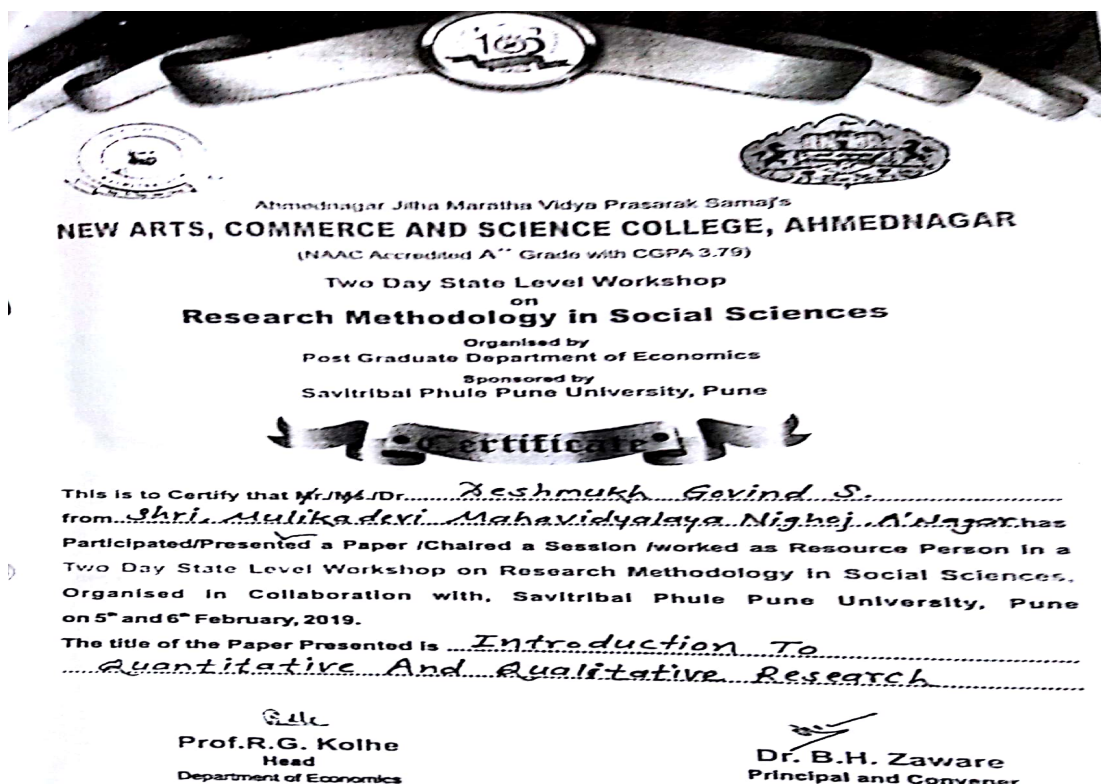 Ahmednagar Jilha Maratha Vidya Prasarak Samaj's
NEW ARTS, COMMERCE AND SCIENCE COLLEGE, AHMEDNAGAR
(NAAC Accredited A++ Grade with CGPA 3.79)
Two Day State Level Workshop
on
Research Methodology in Social Sciences
Organised by
Post Graduate Department of Economics
Sponsored by
Savitribai Phule Pune University, Pune
Certificate
This is to Certify that Mr./Ms./Dr. Deshmukh Govind S.
from Shri. Mulikadevi Mahavidyalaya Nighoj. A'Nagar. has
Participated/Presented a Paper /Chaired a Session /worked as Resource Person in a
Two Day State Level Workshop on Research Methodology in Social Sciences,
Organised in Collaboration with, Savitribai Phule Pune University, Pune
on 5th and 6th February, 2019.
The title of the Paper Presented is Introduction To
Quantitative And Qualitative Research
Prof.R.G. Kolhe
Head
Department of Economics
Dr. B.H. Zaware
Principal and Convener